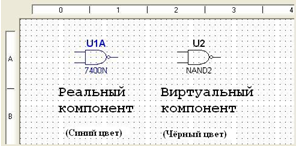 0 1 2 3 4
A
B
U1A U2
7400N NAND2
Реальный Виртуальный
компонент компонент
(Синий цвет) (Чёрный цвет)